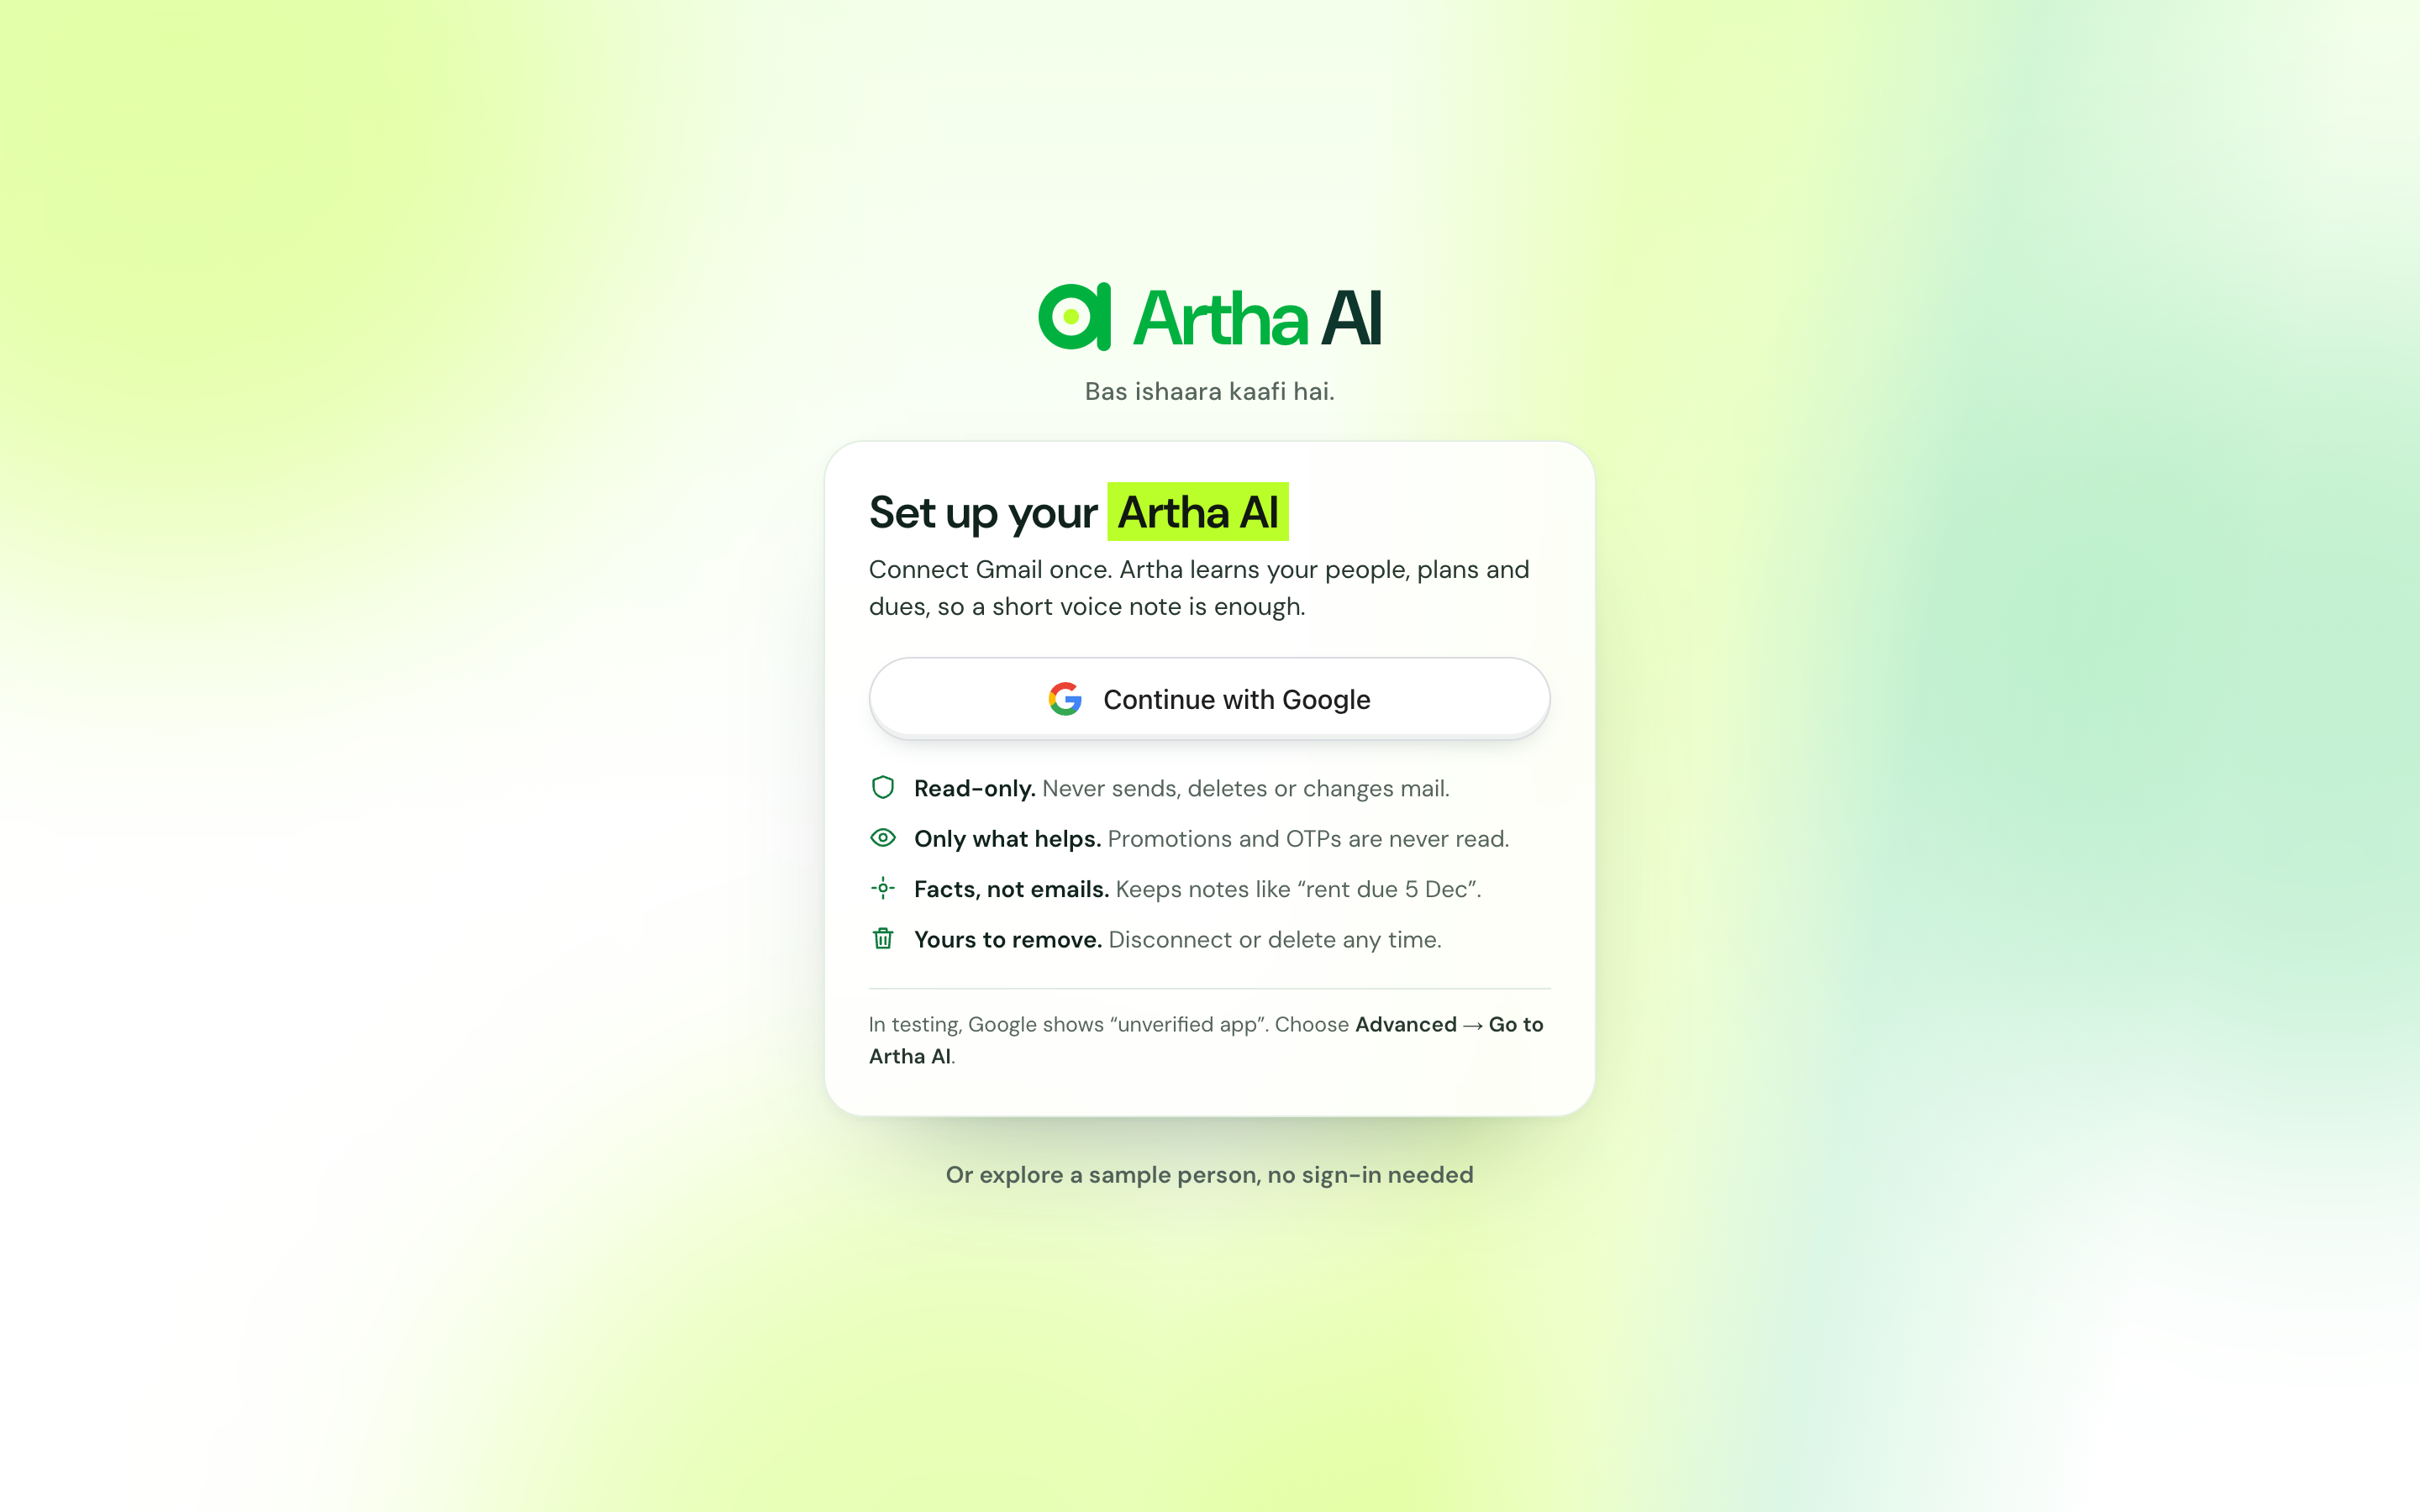 Artha AI
Bas ishaara kaafi hai.
Set up your Artha AI
Connect Gmail once. Artha learns your people, plans and
dues, so a short voice note is enough.
Continue with Google
Read-only. Never sends, deletes or changes mail.
Only what helps. Promotions and OTPs are never read.
Facts, not emails. Keeps notes like “rent due 5 Dec”.
Yours to remove. Disconnect or delete any time.
In testing, Google shows “unverified app”. Choose Advanced → Go to
Artha AI.
Or explore a sample person, no sign-in needed